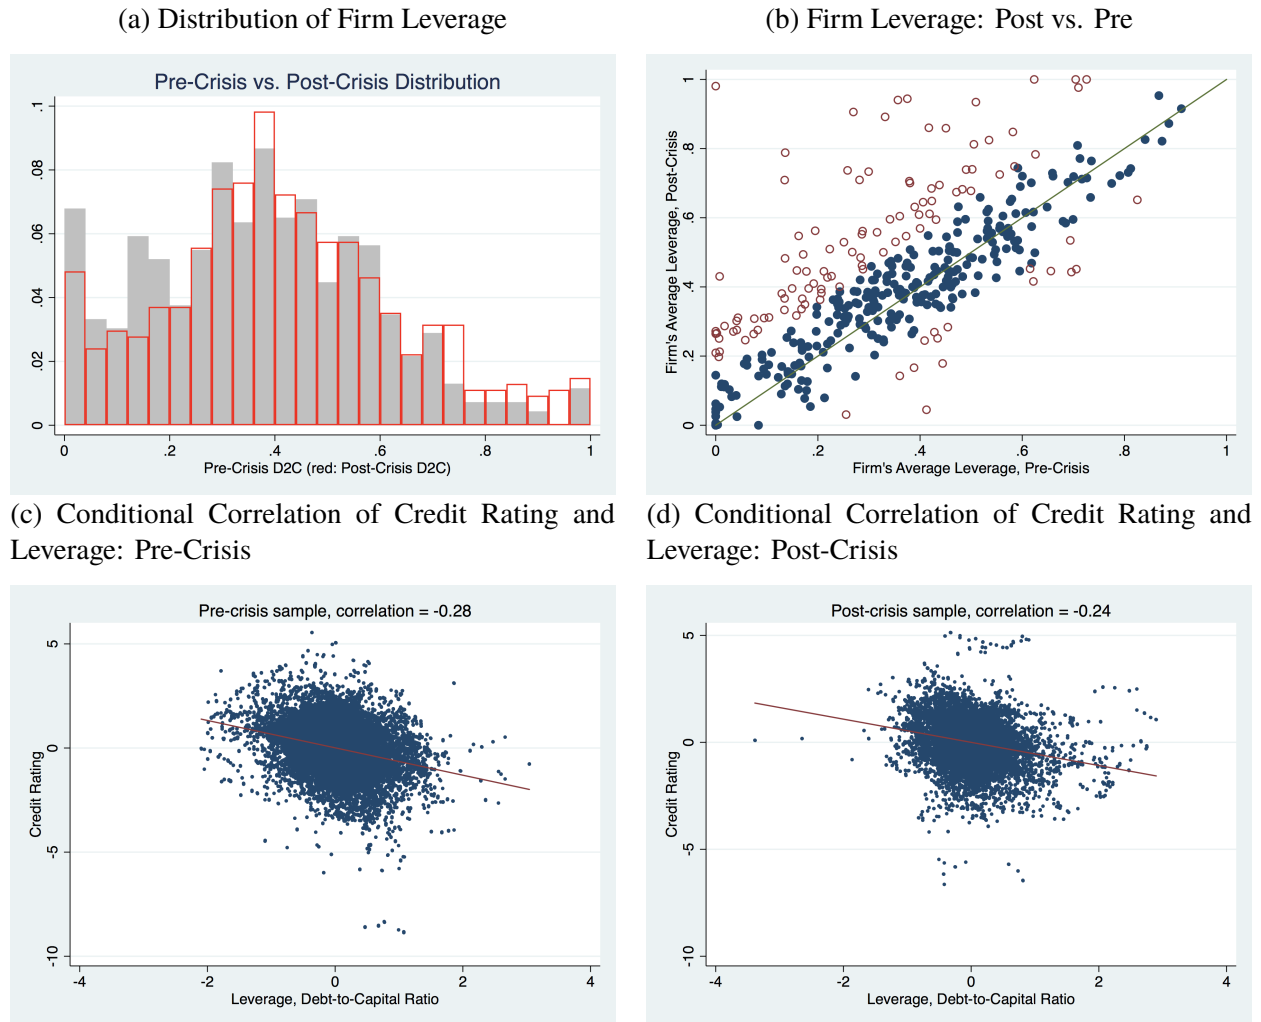 (a) Distribution of Firm Leverage
Pre-Crisis vs. Post-Crisis Distribution
.1
.08
.06
.04
.02
0
0 .2 .4 .6 .8 1
Pre-Crisis D2C (red: Post-Crisis D2C)
(b) Firm Leverage: Post vs. Pre
Firm's Average Leverage, Post-Crisis
1
.8
.6
.4
.2
0
0 .2 .4 .6 .8 1
Firm's Average Leverage, Pre-Crisis
(c) Conditional Correlation of Credit Rating and
Leverage: Pre-Crisis
Pre-crisis sample, correlation = -0.28
Credit Rating
5
0
-5
-10
-4 -2 0 2 4
Leverage, Debt-to-Capital Ratio
(d) Conditional Correlation of Credit Rating and
Leverage: Post-Crisis
Post-crisis sample, correlation = -0.24
Credit Rating
5
0
-5
-10
-4 -2 0 2 4
Leverage, Debt-to-Capital Ratio